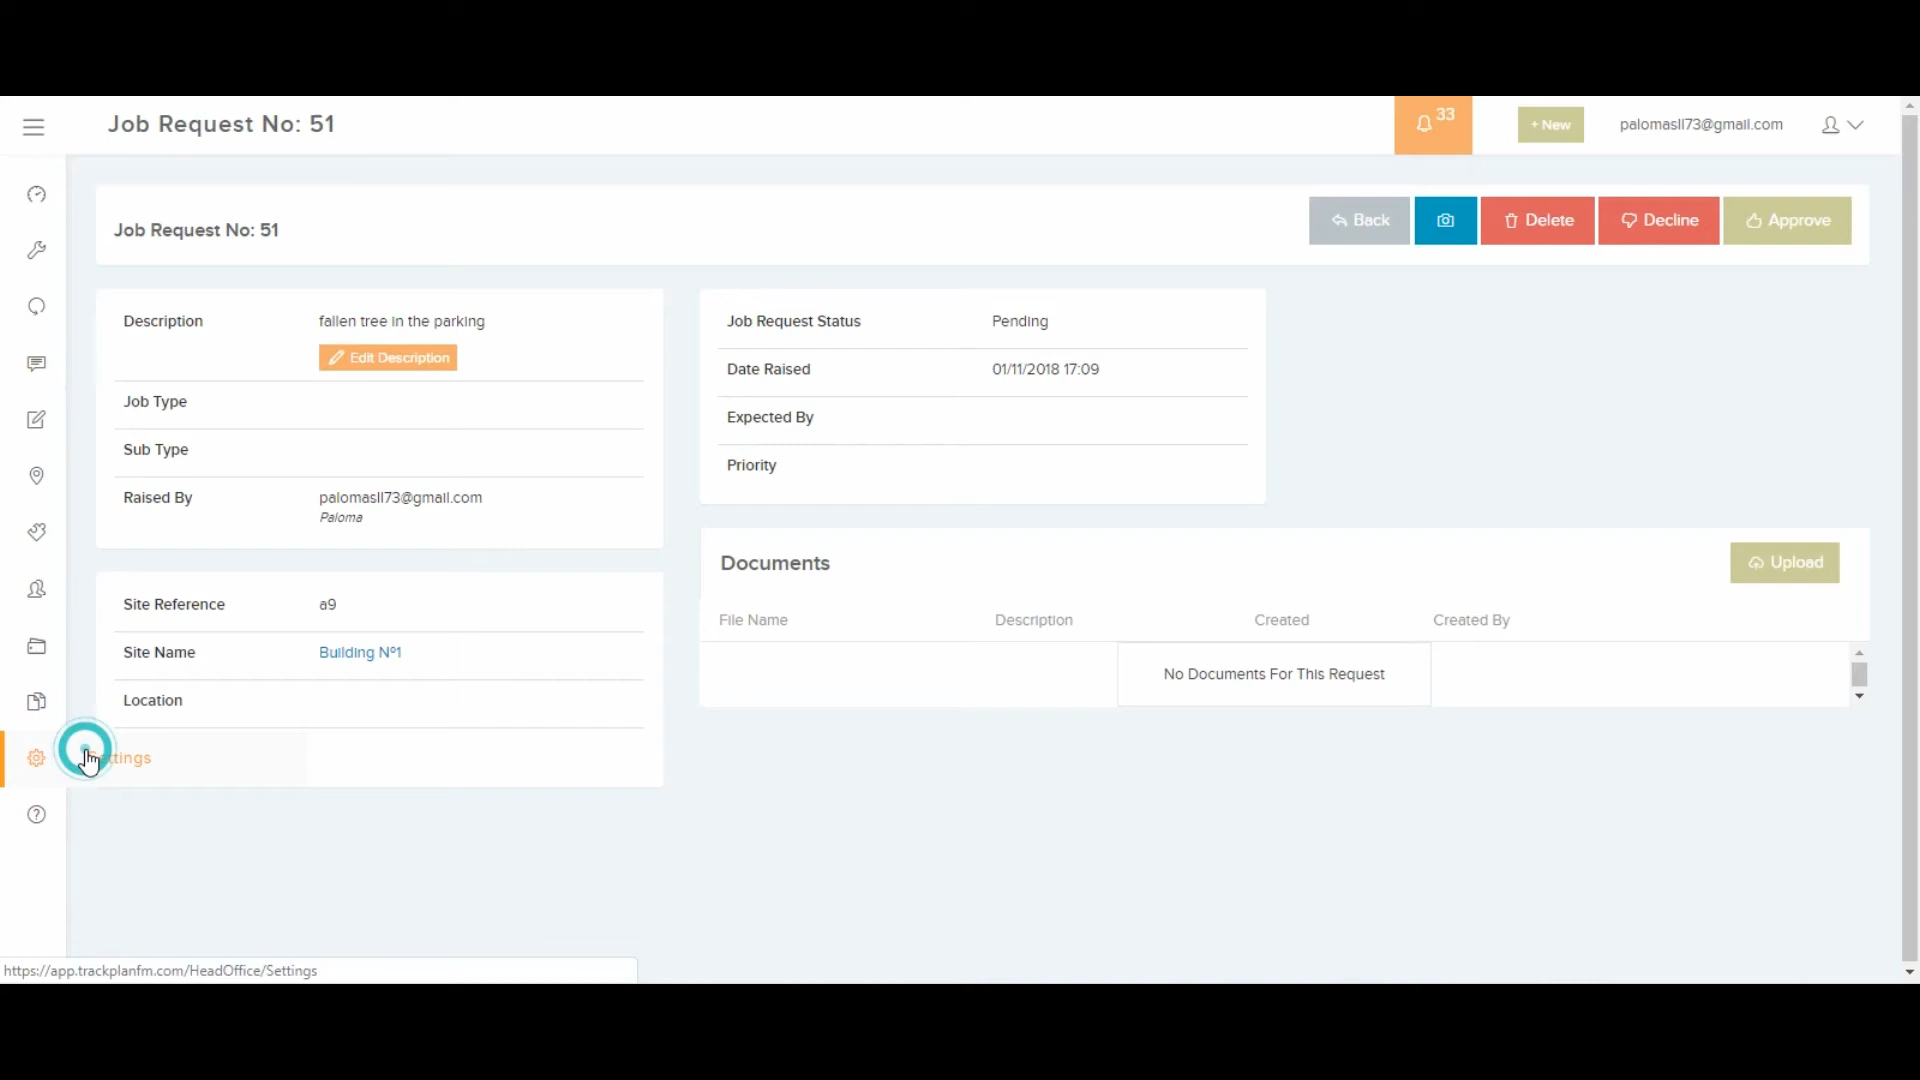 Job Request No: 51
33
+ New
palomasll73@gmail.com
Job Request No: 51
Back
Delete
Decline
Approve
Description
fallen tree in the parking
Edit Description
Job Type
Sub Type
Raised By
palomasll73@gmail.com
Paloma
Job Request Status
Pending
Date Raised
01/11/2018 17:09
Expected By
Priority
Documents
Upload
File Name
Description
Created
Created By
No Documents For This Request
Site Reference
a9
Site Name
Building Nº1
Location
Settings
https://app.trackplanfm.com/HeadOffice/Settings